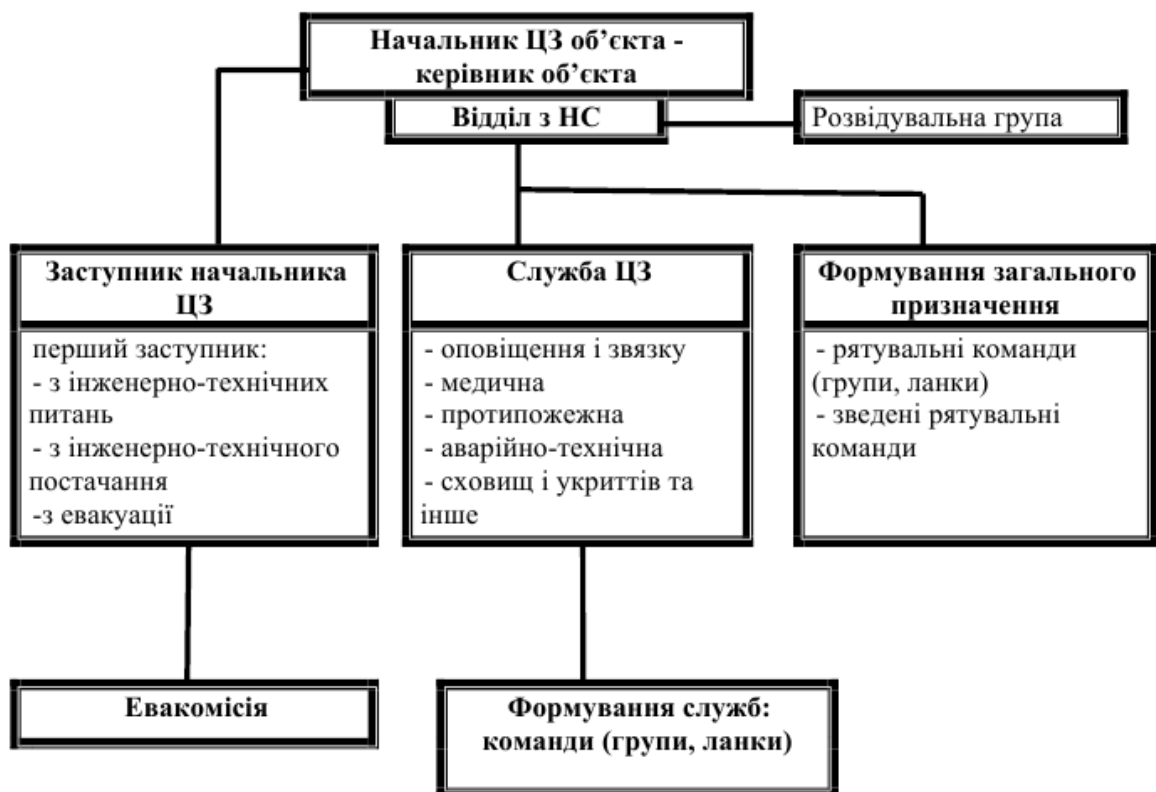 Начальник ЦЗ об’єкта -
керівник об’єкта
Відділ з НС
Розвідувальна група
Заступник начальника
ЦЗ
перший заступник:
- з інженерно-технічних
питань
- з інженерно-технічного
постачання
-з евакуації
Служба ЦЗ
- оповіщення і звязку
- медична
- протипожежна
- аварійно-технічна
- сховищ і укриттів та
інше
Формування загального
призначення
- рятувальні команди
(групи, ланки)
- зведені рятувальні
команди
Евакомісія
Формування служб:
команди (групи, ланки)